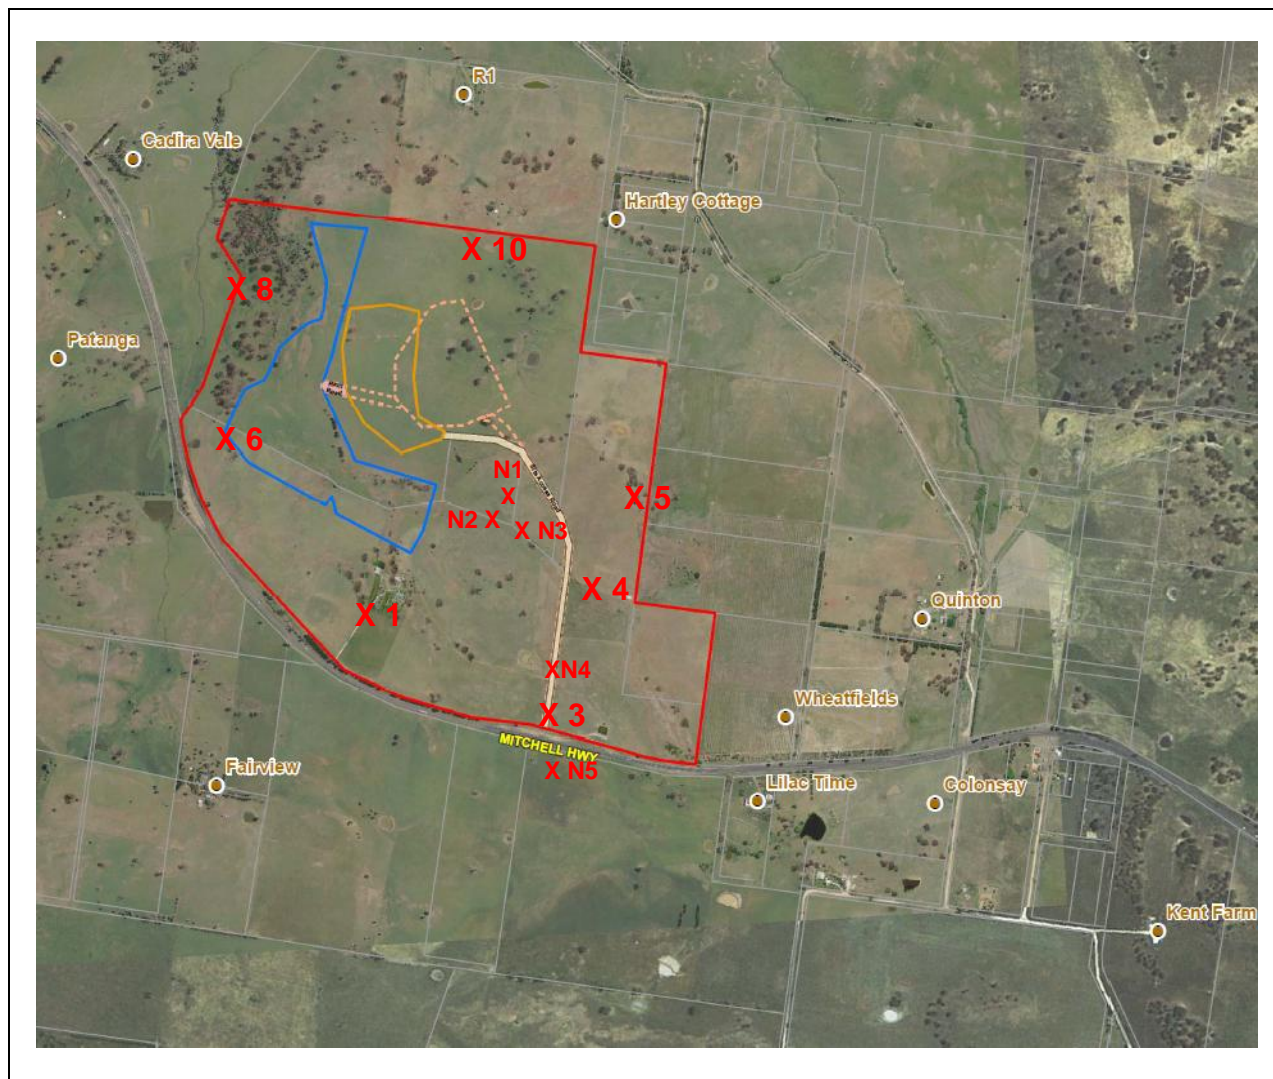 R1
Cadira Vale
Hartley Cottage
X 10
X 8
Patanga
X 6
N1
X
X 5
N2 X
X N3
X 4
X 1
Quinton
XN4
X 3
Wheatfields
MITCHELL HWY
X N5
Fairview
Lilac Time
Colonsay
Kent Farm